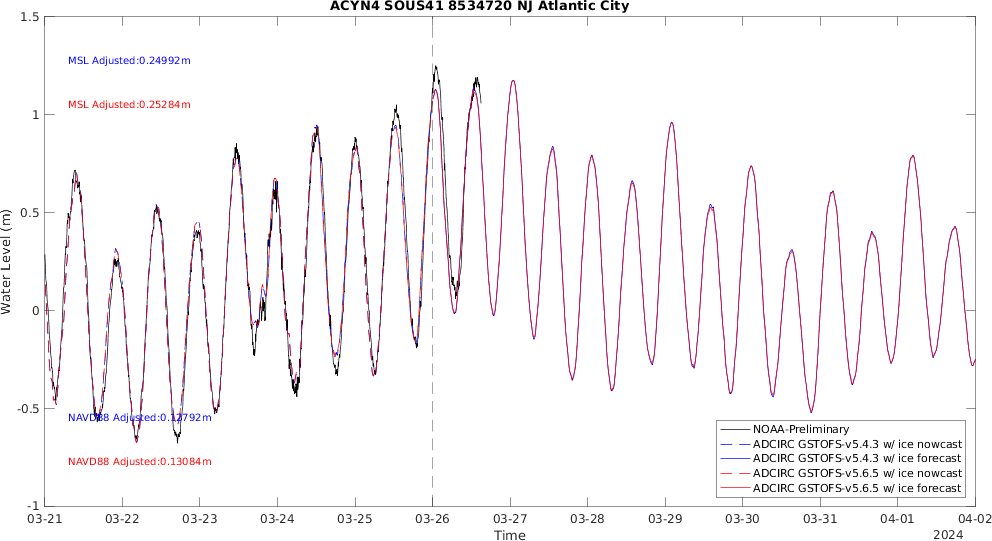 ACYN4 SOUS41 8534720 NJ Atlantic City
1.5
1
0.5
0
-0.5
-1
Water Level (m)
MSL Adjusted:0.24992m
MSL Adjusted:0.25284m
NAVD88 Adjusted:0.12792m
NAVD88 Adjusted:0.13084m
NOAA-Preliminary
ADCIRC GSTOFS-v5.4.3 w/ ice nowcast
ADCIRC GSTOFS-v5.4.3 w/ ice forecast
ADCIRC GSTOFS-v5.6.5 w/ ice nowcast
ADCIRC GSTOFS-v5.6.5 w/ ice forecast
03-21 03-22 03-23 03-24 03-25 03-26 03-27 03-28 03-29 03-30 03-31 04-01 04-02
Time
2024